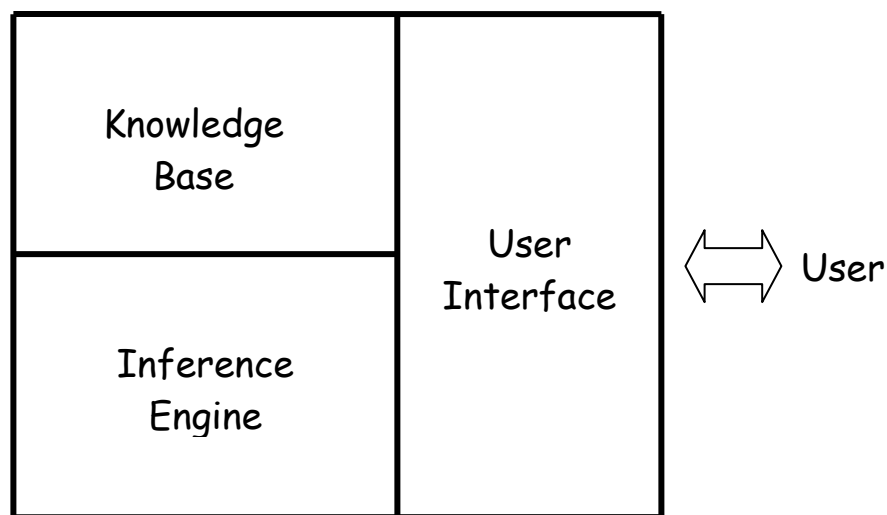 Knowledge
Base
Inference
Engine
User
Interface
User